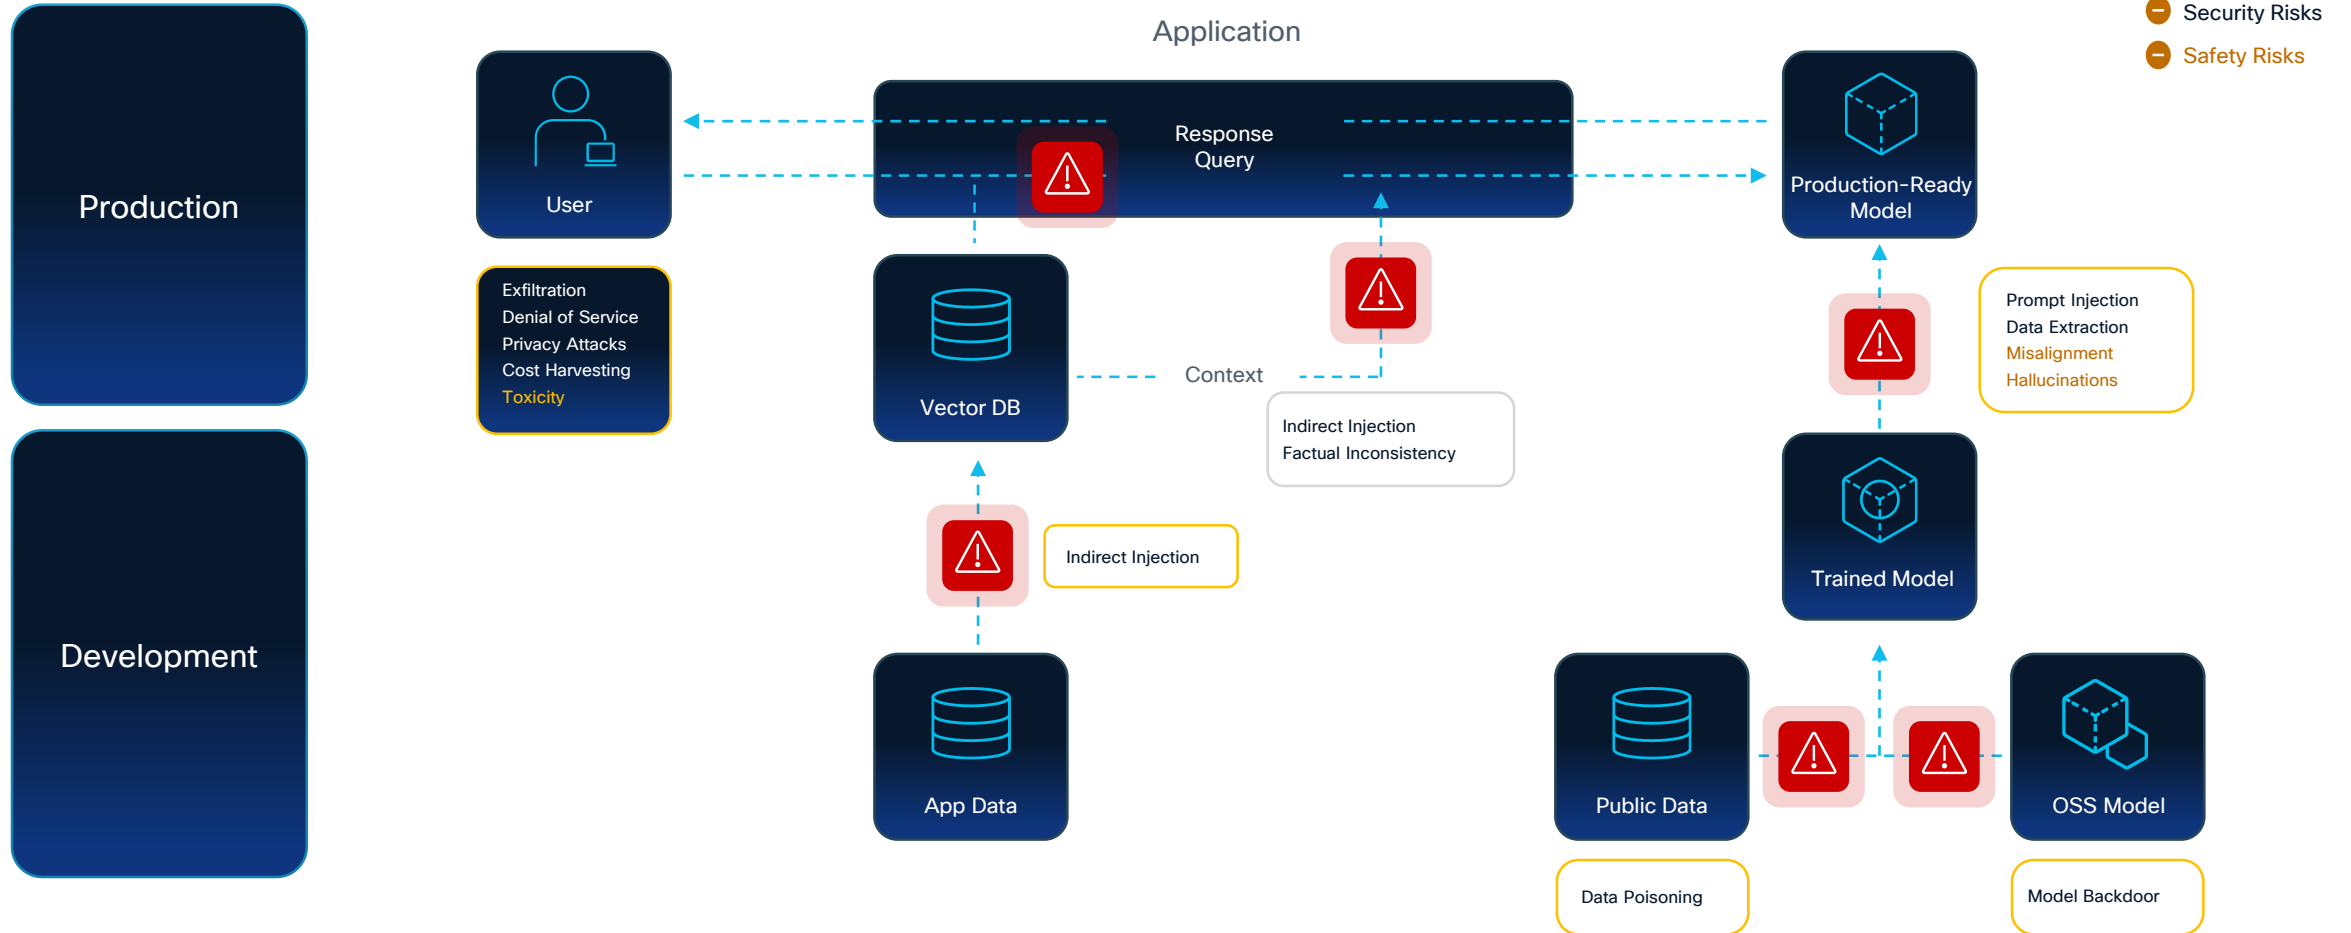 Application
Security Risks
Safety Risks
Production
User
Response
Query
Production-Ready
Model
Exfiltration
Denial of Service
Privacy Attacks
Cost Harvesting
Toxicity
Vector DB
Context
Indirect Injection
Factual Inconsistency
Prompt Injection
Data Extraction
Misalignment
Hallucinations
Development
Indirect Injection
Trained Model
App Data
Public Data
OSS Model
Data Poisoning
Model Backdoor